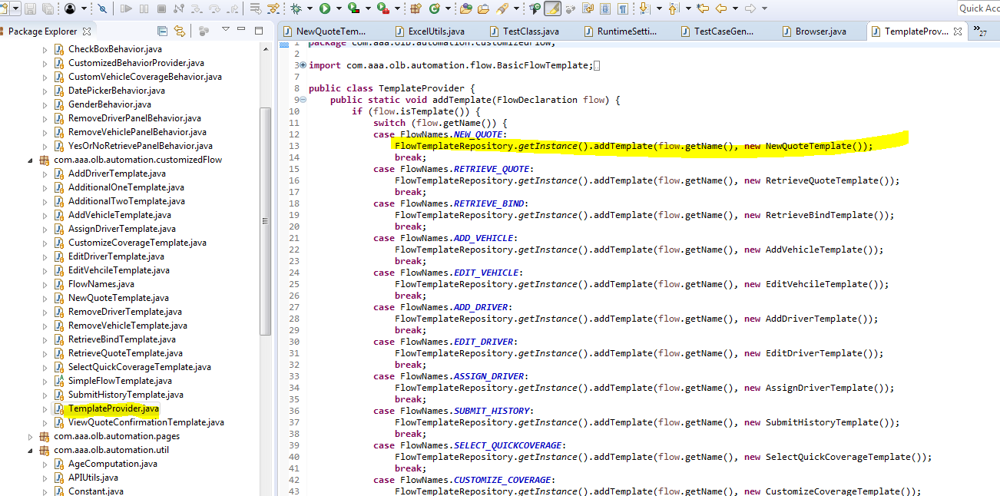 Quick Acc
Package Explorer
CheckBoxBehavior.java
CustomizedBehaviorProvider.java
CustomVehicleCoverageBehavior.java
DatePickerBehavior.java
GenderBehavior.java
RemoveDriverPanelBehavior.java
RemoveVehiclePanelBehavior.java
YesOrNoRetrievePanelBehavior.java
com.aaa.olb.automation.customizedFlow
AddDriverTemplate.java
AdditionalOneTemplate.java
AdditionalTwoTemplate.java
AddVehicleTemplate.java
AssignDriverTemplate.java
CustomizeCoverageTemplate.java
EditDriverTemplate.java
EditVehcileTemplate.java
FlowNames.java
NewQuoteTemplate.java
RemoveDriverTemplate.java
RemoveVehicleTemplate.java
RetrieveBindTemplate.java
RetrieveQuoteTemplate.java
SelectQuickCoverageTemplate.java
SimpleFlowTemplate.java
SubmitHistoryTemplate.java
TemplateProvider.java
ViewQuoteConfirmationTemplate.java
com.aaa.olb.automation.pages
com.aaa.olb.automation.util
AgeComputation.java
APIUtils.java
Constant.java
NewQuoteTem... ExcelUtils.java TestClass.java RuntimeSetti... TestCaseGen... Browser.java TemplateProv... »27
1 package com.aaa.olb.automation.customizedFlow;
2
3 import com.aaa.olb.automation.flow.BasicFlowTemplate;
7
8 public class TemplateProvider {
9 public static void addTemplate(FlowDeclaration flow) {
10 if (flow.isTemplate()) {
11 switch (flow.getName()) {
12 case FlowNames.NEW_QUOTE:
13 FlowTemplateRepository.getInstance().addTemplate(flow.getName(), new NewQuoteTemplate());
14 break;
15 case FlowNames.RETRIEVE_QUOTE:
16 FlowTemplateRepository.getInstance().addTemplate(flow.getName(), new RetrieveQuoteTemplate());
17 break;
18 case FlowNames.RETRIEVE_BIND:
19 FlowTemplateRepository.getInstance().addTemplate(flow.getName(), new RetrieveBindTemplate());
20 break;
21 case FlowNames.ADD_VEHICLE:
22 FlowTemplateRepository.getInstance().addTemplate(flow.getName(), new AddVehicleTemplate());
23 break;
24 case FlowNames.EDIT_VEHICLE:
25 FlowTemplateRepository.getInstance().addTemplate(flow.getName(), new EditVehcileTemplate());
26 break;
27 case FlowNames.ADD_DRIVER:
28 FlowTemplateRepository.getInstance().addTemplate(flow.getName(), new AddDriverTemplate());
29 break;
30 case FlowNames.EDIT_DRIVER:
31 FlowTemplateRepository.getInstance().addTemplate(flow.getName(), new EditDriverTemplate());
32 break;
33 case FlowNames.ASSIGN_DRIVER:
34 FlowTemplateRepository.getInstance().addTemplate(flow.getName(), new AssignDriverTemplate());
35 break;
36 case FlowNames.SUBMIT_HISTORY:
37 FlowTemplateRepository.getInstance().addTemplate(flow.getName(), new SubmitHistoryTemplate());
38 break;
39 case FlowNames.SELECT_QUICKCOVERAGE:
40 FlowTemplateRepository.getInstance().addTemplate(flow.getName(), new SelectQuickCoverageTemplate());
41 break;
42 case FlowNames.CUSTOMIZE_COVERAGE:
43 FlowTemplateRepository.getInstance().addTemplate(flow.getName(), new CustomizeCoverageTemplate());